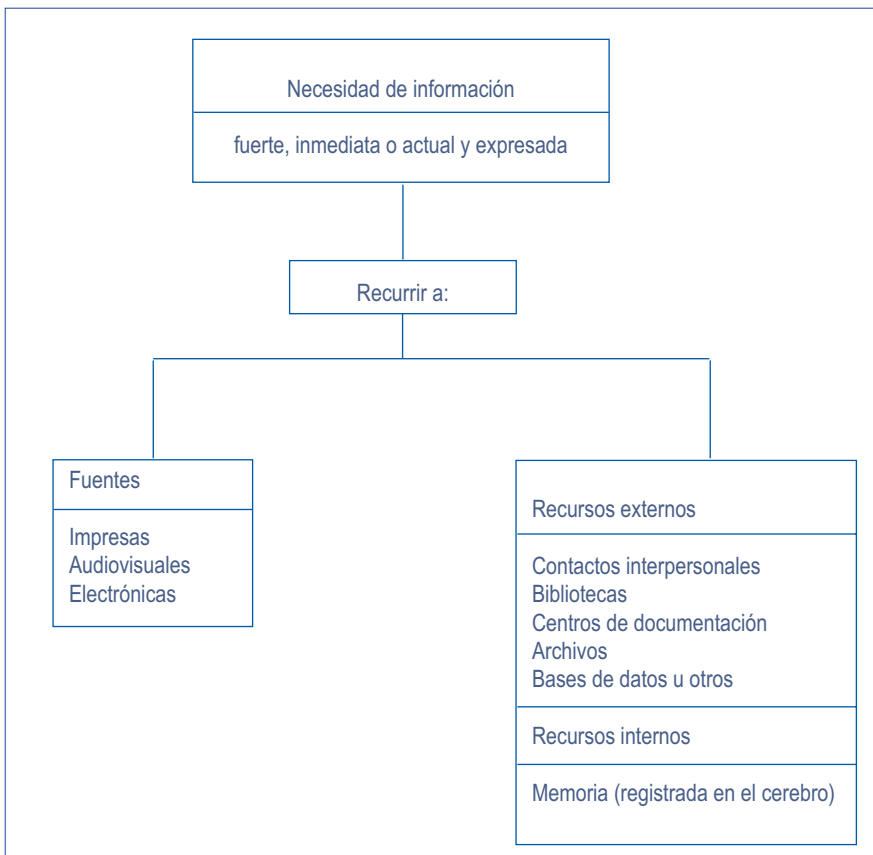 Necesidad de información
fuerte, inmediata o actual y expresada
Recurrir a:
Fuentes
Impresas
Audiovisuales
Electrónicas
Recursos externos
Contactos interpersonales
Bibliotecas
Centros de documentación
Archivos
Bases de datos u otros
Recursos internos
Memoria (registrada en el cerebro)